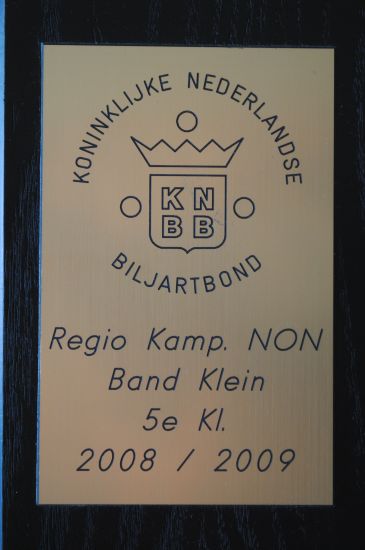 KONINKLIJKE NEDERLANDSE
KN
BB
BILJARTBOND
Regio Kamp. NON
Band Klein
5e Kl.
2008 / 2009